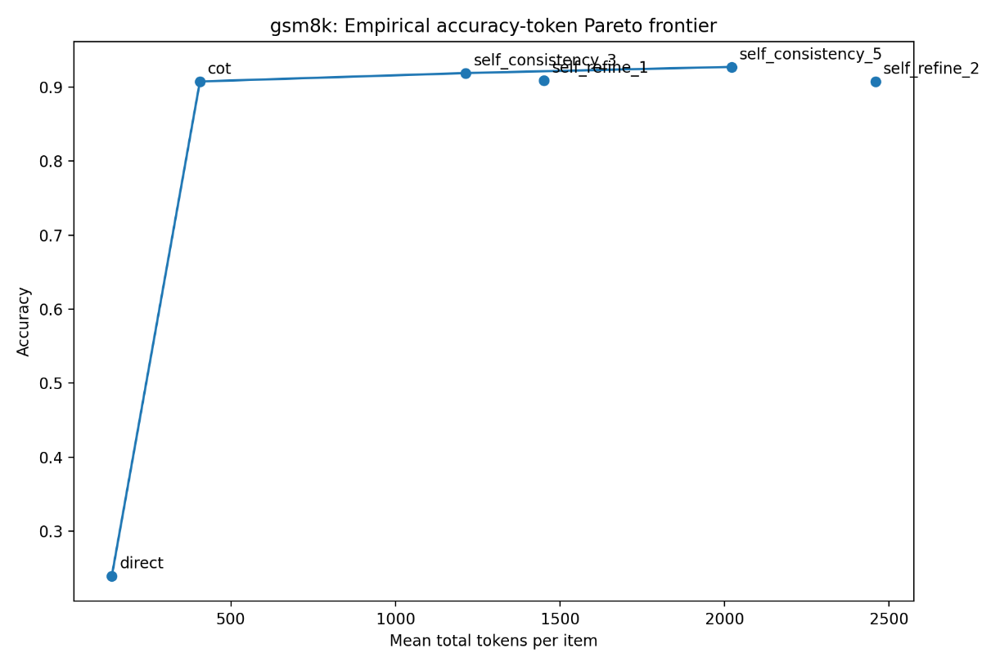 gsm8k: Empirical accuracy-token Pareto frontier
self_consistency_5
self_consistency_3
cot
self_refine_1
self_refine_2
0.9
0.8
0.7
0.6
0.5
0.4
0.3
Accuracy
direct
500
1000
1500
2000
2500
Mean total tokens per item